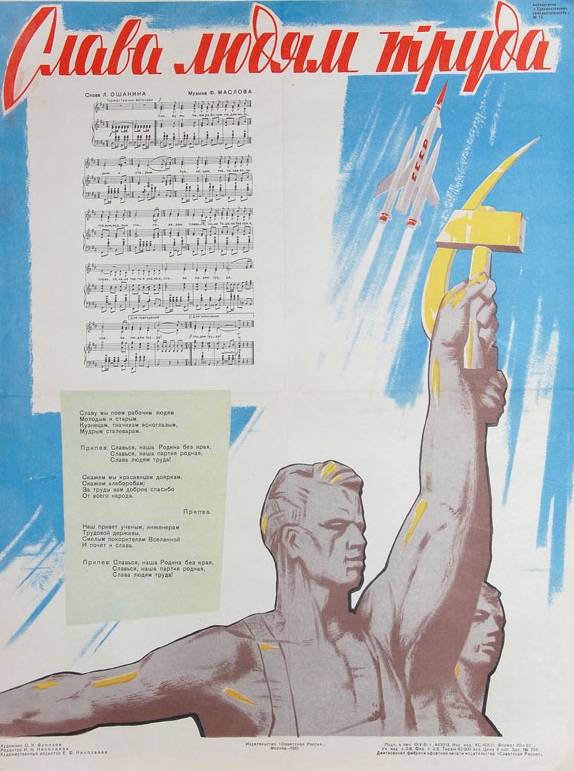 Слава людям труда
Слова Л. ОШАНИНА
Музыка Ф. МАСЛОВА
СССР
Славу мы поем рабочим людям
Молодым и старым,
Кузнецам, ткачихам ясноглазым,
Мудрым сталеварам.
Припев: Славься, наша Родина без края,
Славься, наша партия родная,
Слава людям труда!
Скажем мы красавицам дояркам,
Скажем хлеборобам:
За труды вам доброе спасибо
От всего народа.
Припев.
Наш привет ученым, инженерам
Трудовой державы,
Смелым покорителям Вселенной
И почет и слава.
Припев: Славься, наша Родина без края,
Славься, наша партия родная,
Слава людям труда!
Издательство «Советская Россия»
Москва—1961